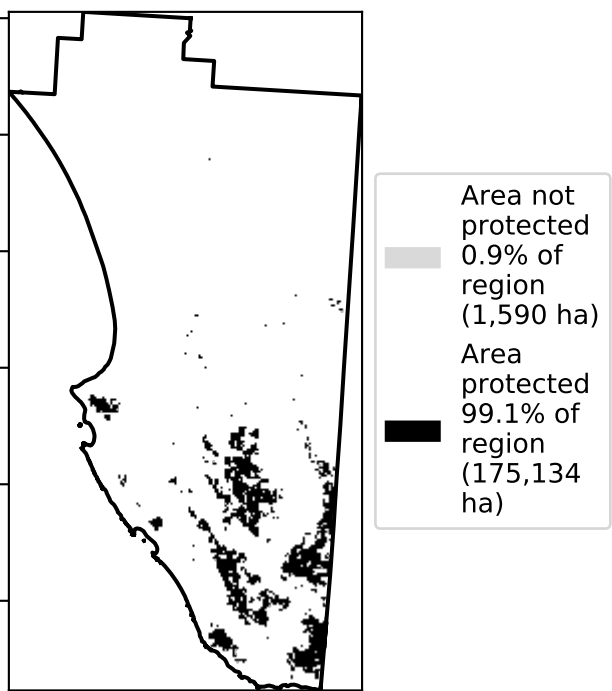 Area not
protected
0.9% of
region
(1,590 ha)
Area
protected
99.1% of
region
(175,134
ha)